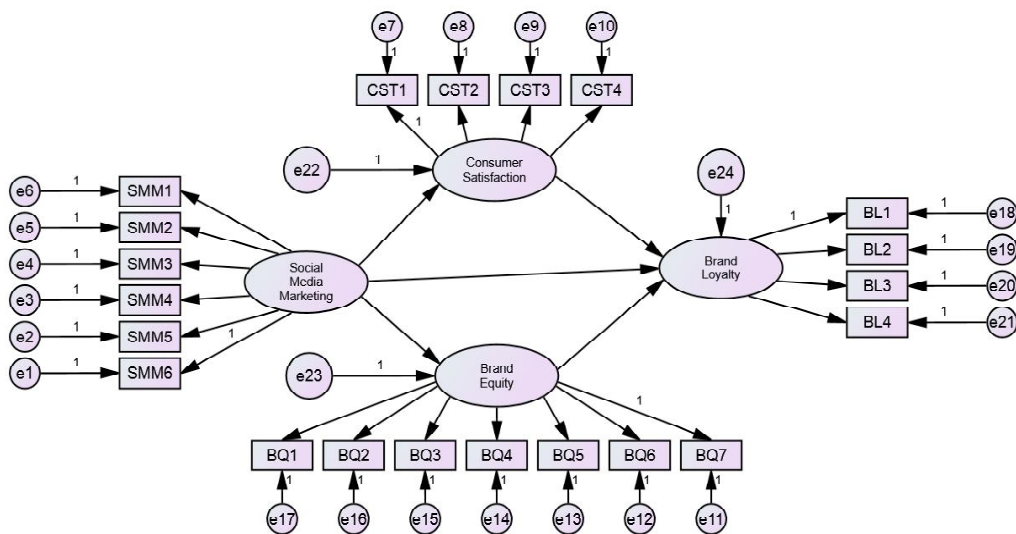 e7
e8
e9
e10
1
1
1
1
CST1
CST2
CST3
CST4
1
e22
1
Consumer
Satisfaction
e24
1
e6
1
SMM1
e5
1
SMM2
e4
1
SMM3
e3
1
SMM4
e2
1
SMM5
e1
1
SMM6
1
Social
Media
Marketing
Brand
Loyalty
1
BL1
1
e18
BL2
1
e19
BL3
1
e20
BL4
1
e21
e23
1
Brand
Equity
1
BQ1
BQ2
BQ3
BQ4
BQ5
BQ6
BQ7
1
1
1
1
1
1
1
e17
e16
e15
e14
e13
e12
e11